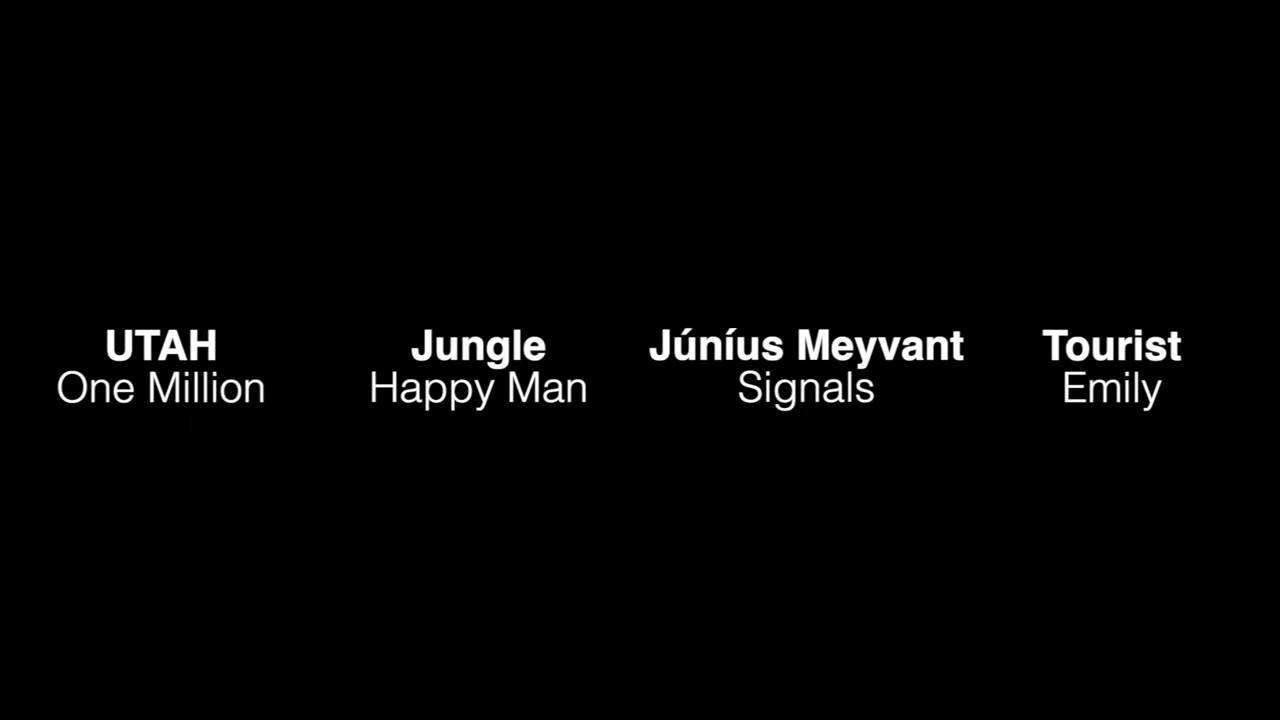 UTAH
One Million
Jungle
Happy Man
Júníus Meyvant
Signals
Tourist
Emily